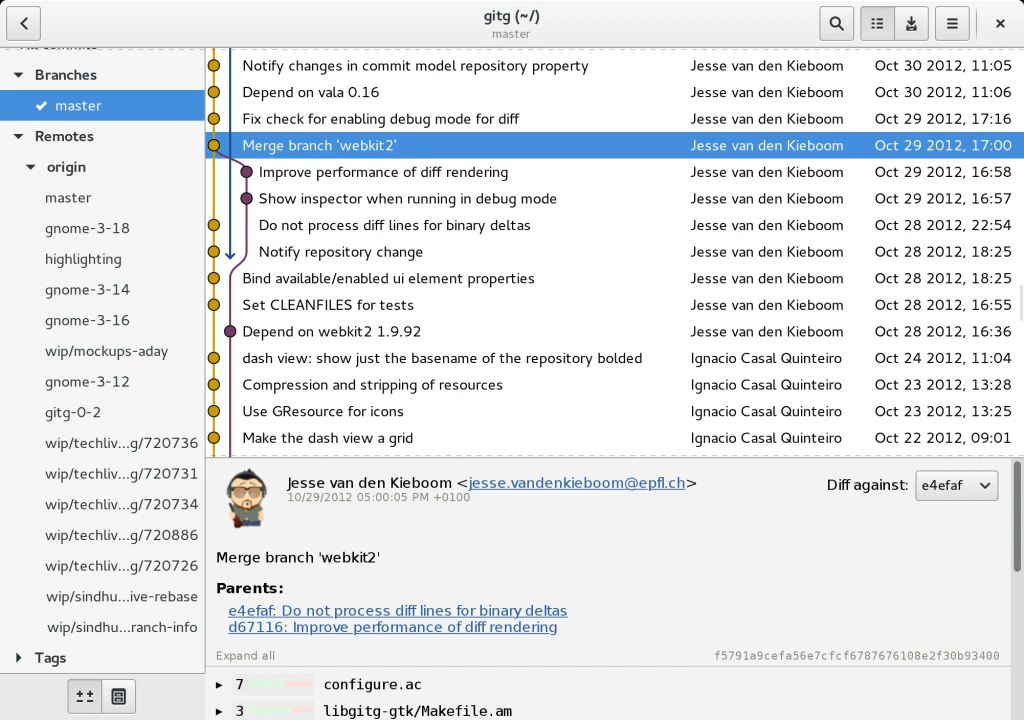 gitg (~/)
master
Branches
master
Remotes
origin
master
gnome-3-18
highlighting
gnome-3-14
gnome-3-16
wip/mockups-aday
gnome-3-12
gitg-0-2
wip/techliv...g/720736
wip/techliv...g/720731
wip/techliv...g/720734
wip/techliv...g/720886
wip/techliv...g/720726
wip/sindhu...ive-rebase
wip/sindhu...ranch-info
Tags
Notify changes in commit model repository property Jesse van den Kieboom Oct 30 2012, 11:05
Depend on vala 0.16 Jesse van den Kieboom Oct 30 2012, 11:06
Fix check for enabling debug mode for diff Jesse van den Kieboom Oct 29 2012, 17:16
Merge branch 'webkit2' Jesse van den Kieboom Oct 29 2012, 17:00
Improve performance of diff rendering Jesse van den Kieboom Oct 29 2012, 16:58
Show inspector when running in debug mode Jesse van den Kieboom Oct 29 2012, 16:57
Do not process diff lines for binary deltas Jesse van den Kieboom Oct 28 2012, 22:54
Notify repository change Jesse van den Kieboom Oct 28 2012, 18:25
Bind available/enabled ui element properties Jesse van den Kieboom Oct 28 2012, 18:25
Set CLEANFILES for tests Jesse van den Kieboom Oct 28 2012, 16:55
Depend on webkit2 1.9.92 Jesse van den Kieboom Oct 28 2012, 16:36
dash view: show just the basename of the repository bolded Ignacio Casal Quinteiro Oct 24 2012, 11:04
Compression and stripping of resources Ignacio Casal Quinteiro Oct 23 2012, 13:28
Use GResource for icons Ignacio Casal Quinteiro Oct 23 2012, 13:25
Make the dash view a grid Ignacio Casal Quinteiro Oct 22 2012, 09:01
Jesse van den Kieboom <jesse.vandenkieboom@epfl.ch>
10/29/2012 05:00:05 PM +0100
Diff against: e4efaf
Merge branch 'webkit2'
Parents:
e4efaf: Do not process diff lines for binary deltas
d67116: Improve performance of diff rendering
Expand all f5791a9cefa56e7cfcf6787676108e2f30b93400
7 configure.ac
3 libgitg-gtk/Makefile.am